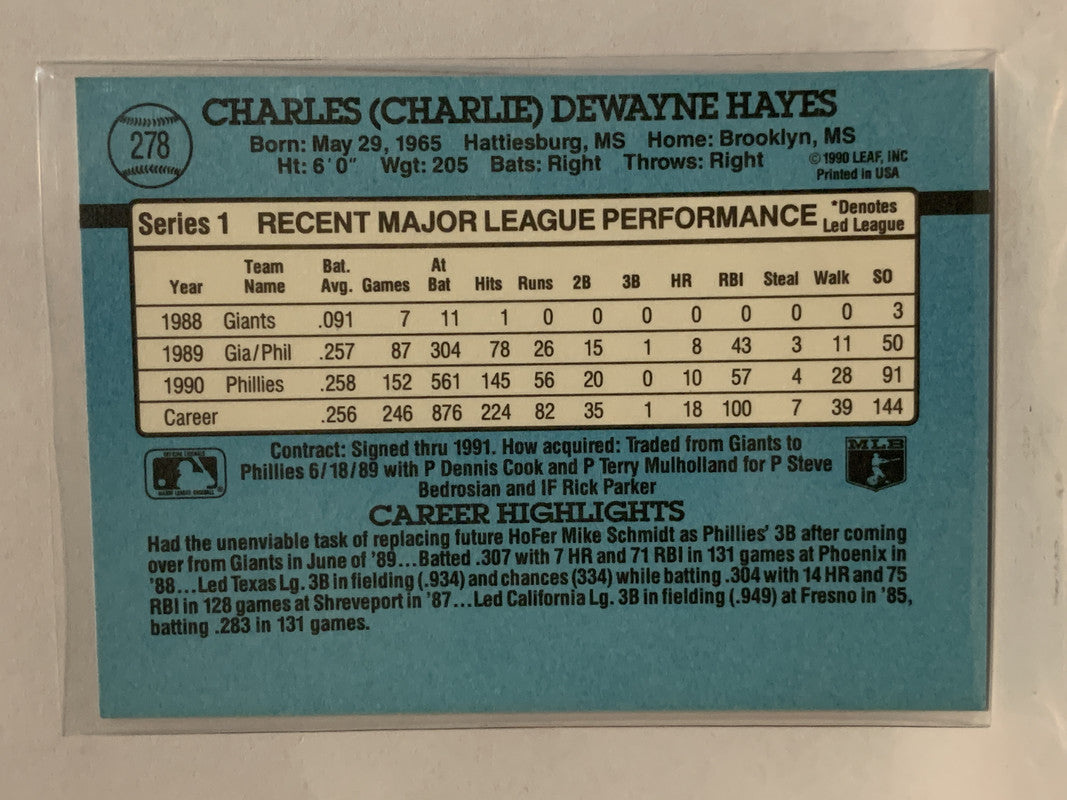 278
CHARLES (CHARLIE) DEWAYNE HAYES
Born: May 29, 1965 Hattiesburg, MS Home: Brooklyn, MS
Ht: 6'0" Wgt: 205 Bats: Right Throws: Right
© 1990 LEAF, INC
Printed in USA
Series 1 RECENT MAJOR LEAGUE PERFORMANCE *Denotes Led League
Year Team Name Bat. Avg. Games At Bat Hits Runs 2B 3B HR RBI Steal Walk SO
1988 Giants .091 7 11 1 0 0 0 0 0 0 0 3
1989 Gia/Phil .257 87 304 78 26 15 1 8 43 3 11 50
1990 Phillies .258 152 561 145 56 20 0 10 57 4 28 91
Career .256 246 876 224 82 35 1 18 100 7 39 144
Contract: Signed thru 1991. How acquired: Traded from Giants to
Phillies 6/18/89 with P Dennis Cook and P Terry Mulholland for P Steve
Bedrosian and IF Rick Parker
MLB
CAREER HIGHLIGHTS
Had the unenviable task of replacing future HoFer Mike Schmidt as Phillies' 3B after coming
over from Giants in June of '89...Batted .307 with 7 HR and 71 RBI in 131 games at Phoenix in
'88...Led Texas Lg. 3B in fielding (.934) and chances (334) while batting .304 with 14 HR and 75
RBI in 128 games at Shreveport in '87...Led California Lg. 3B in fielding (.949) at Fresno in '85,
batting .283 in 131 games.